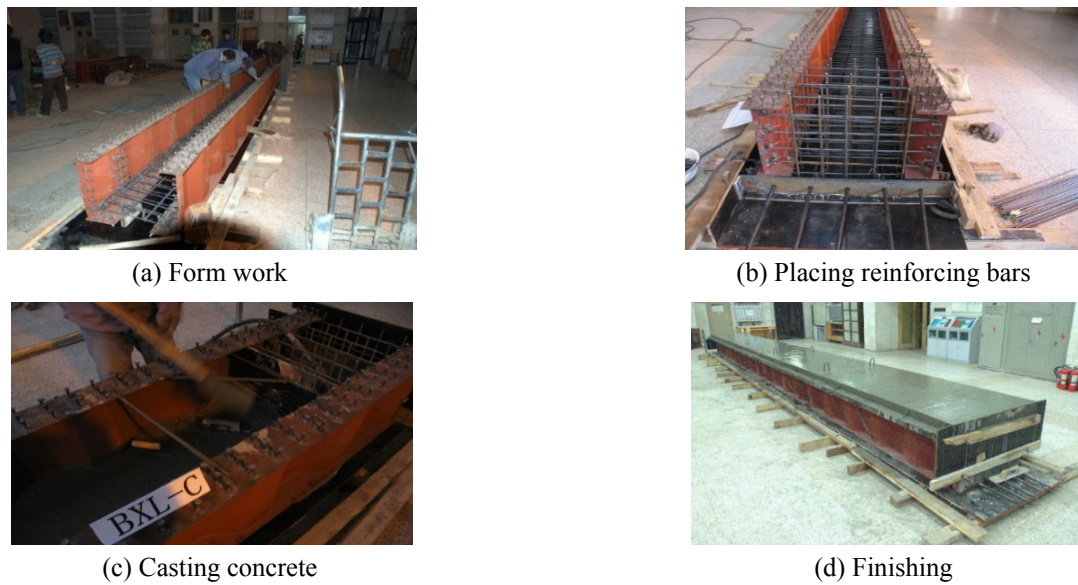 (a) Form work
(b) Placing reinforcing bars
BXL-C
(c) Casting concrete
(d) Finishing